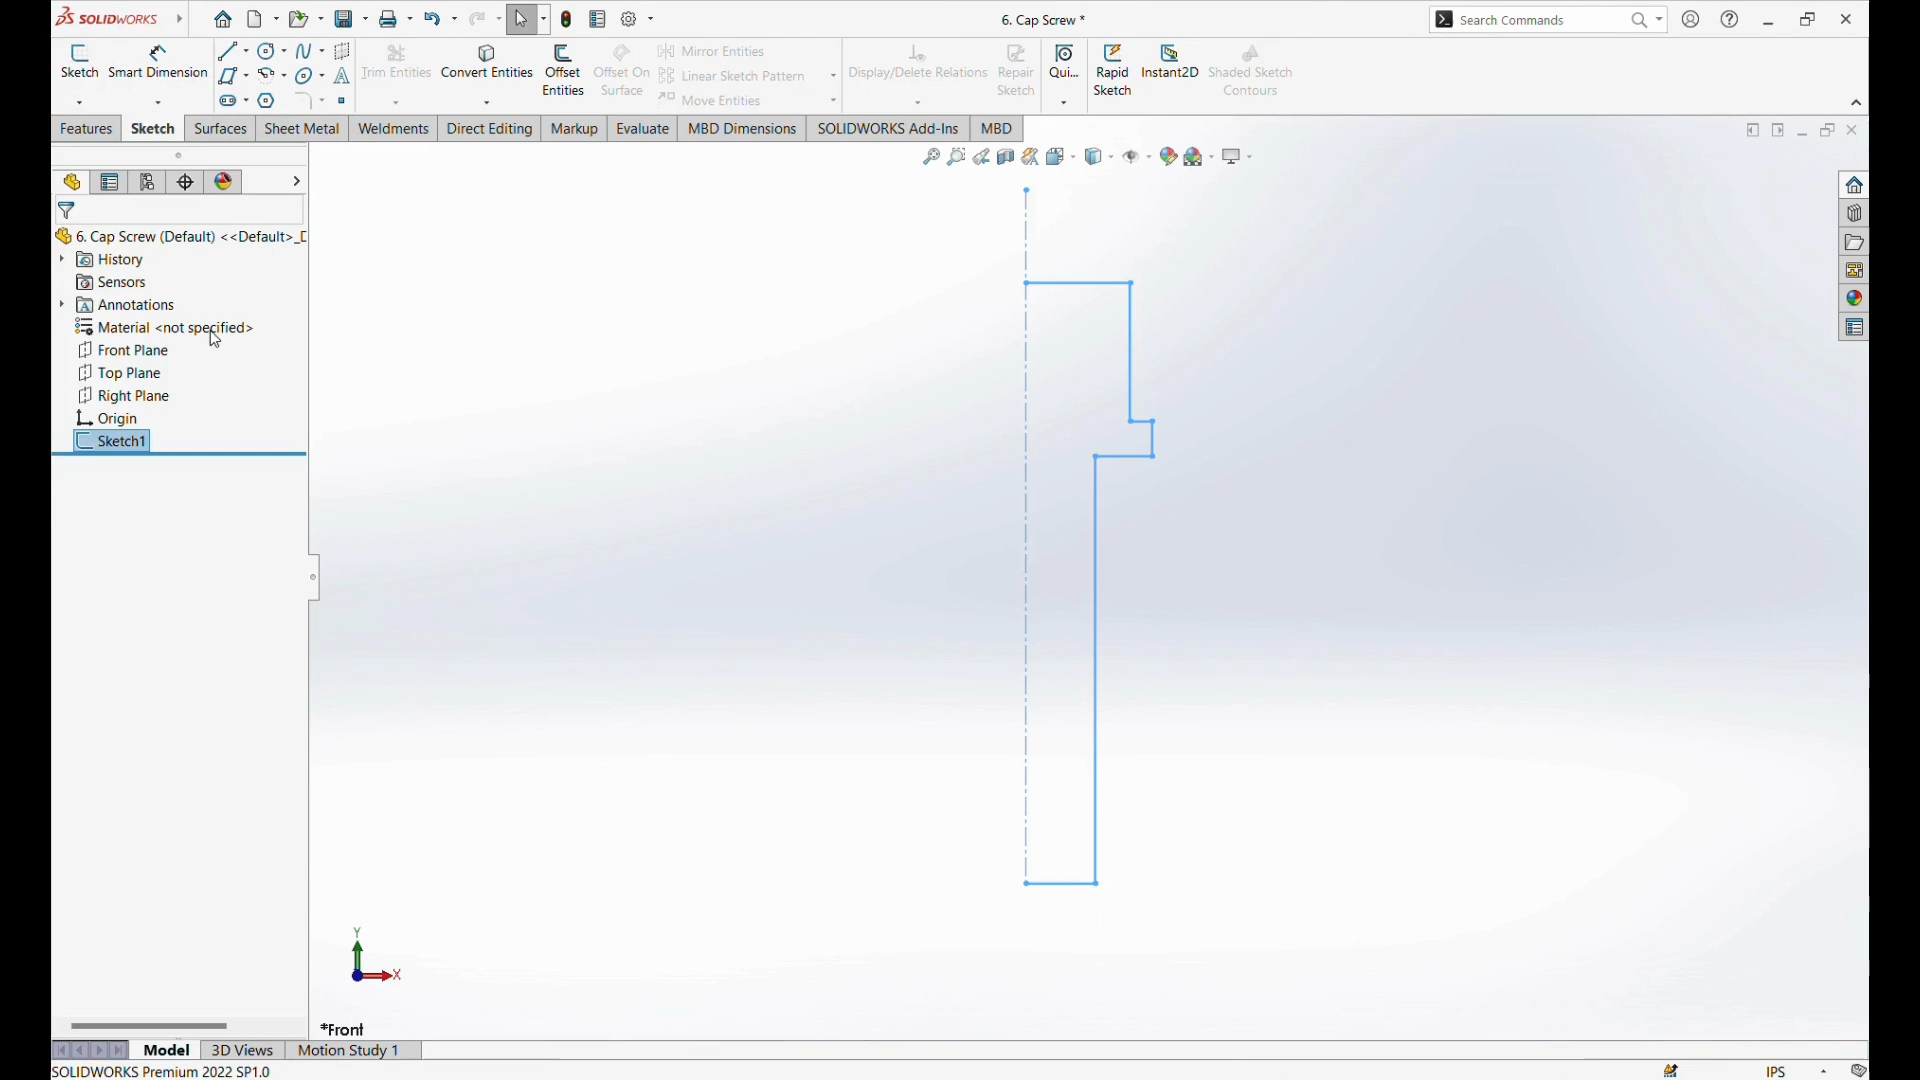 SOLIDWORKS
6. Cap Screw *
Search Commands
Sketch
Smart Dimension
Trim Entities
Convert Entities
Offset
Entities
Offset On
Surface
Mirror Entities
Linear Sketch Pattern
Move Entities
Display/Delete Relations
Repair
Sketch
Qui...
Rapid
Sketch
Instant2D
Shaded Sketch
Contours
Features
Sketch
Surfaces
Sheet Metal
Weldments
Direct Editing
Markup
Evaluate
MBD Dimensions
SOLIDWORKS Add-Ins
MBD
6. Cap Screw (Default) <<Default>_D
History
Sensors
Annotations
Material <not specified>
Front Plane
Top Plane
Right Plane
Origin
Sketch1
Y
X
*Front
Model
3D Views
Motion Study 1
SOLIDWORKS Premium 2022 SP1.0
IPS